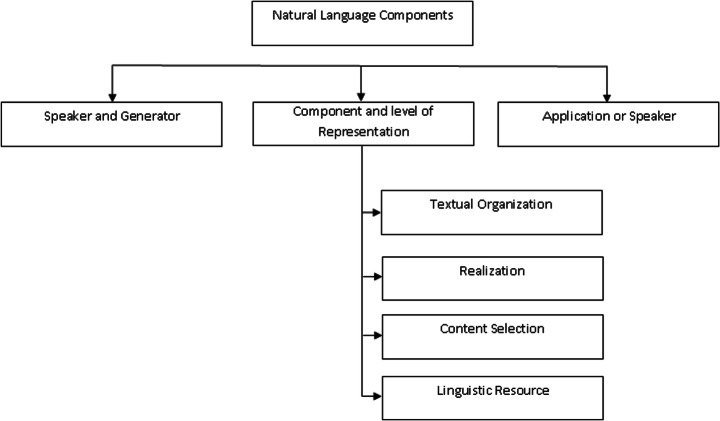 Natural Language Components
Speaker and Generator
Component and level of
Representation
Application or Speaker
Textual Organization
Realization
Content Selection
Linguistic Resource